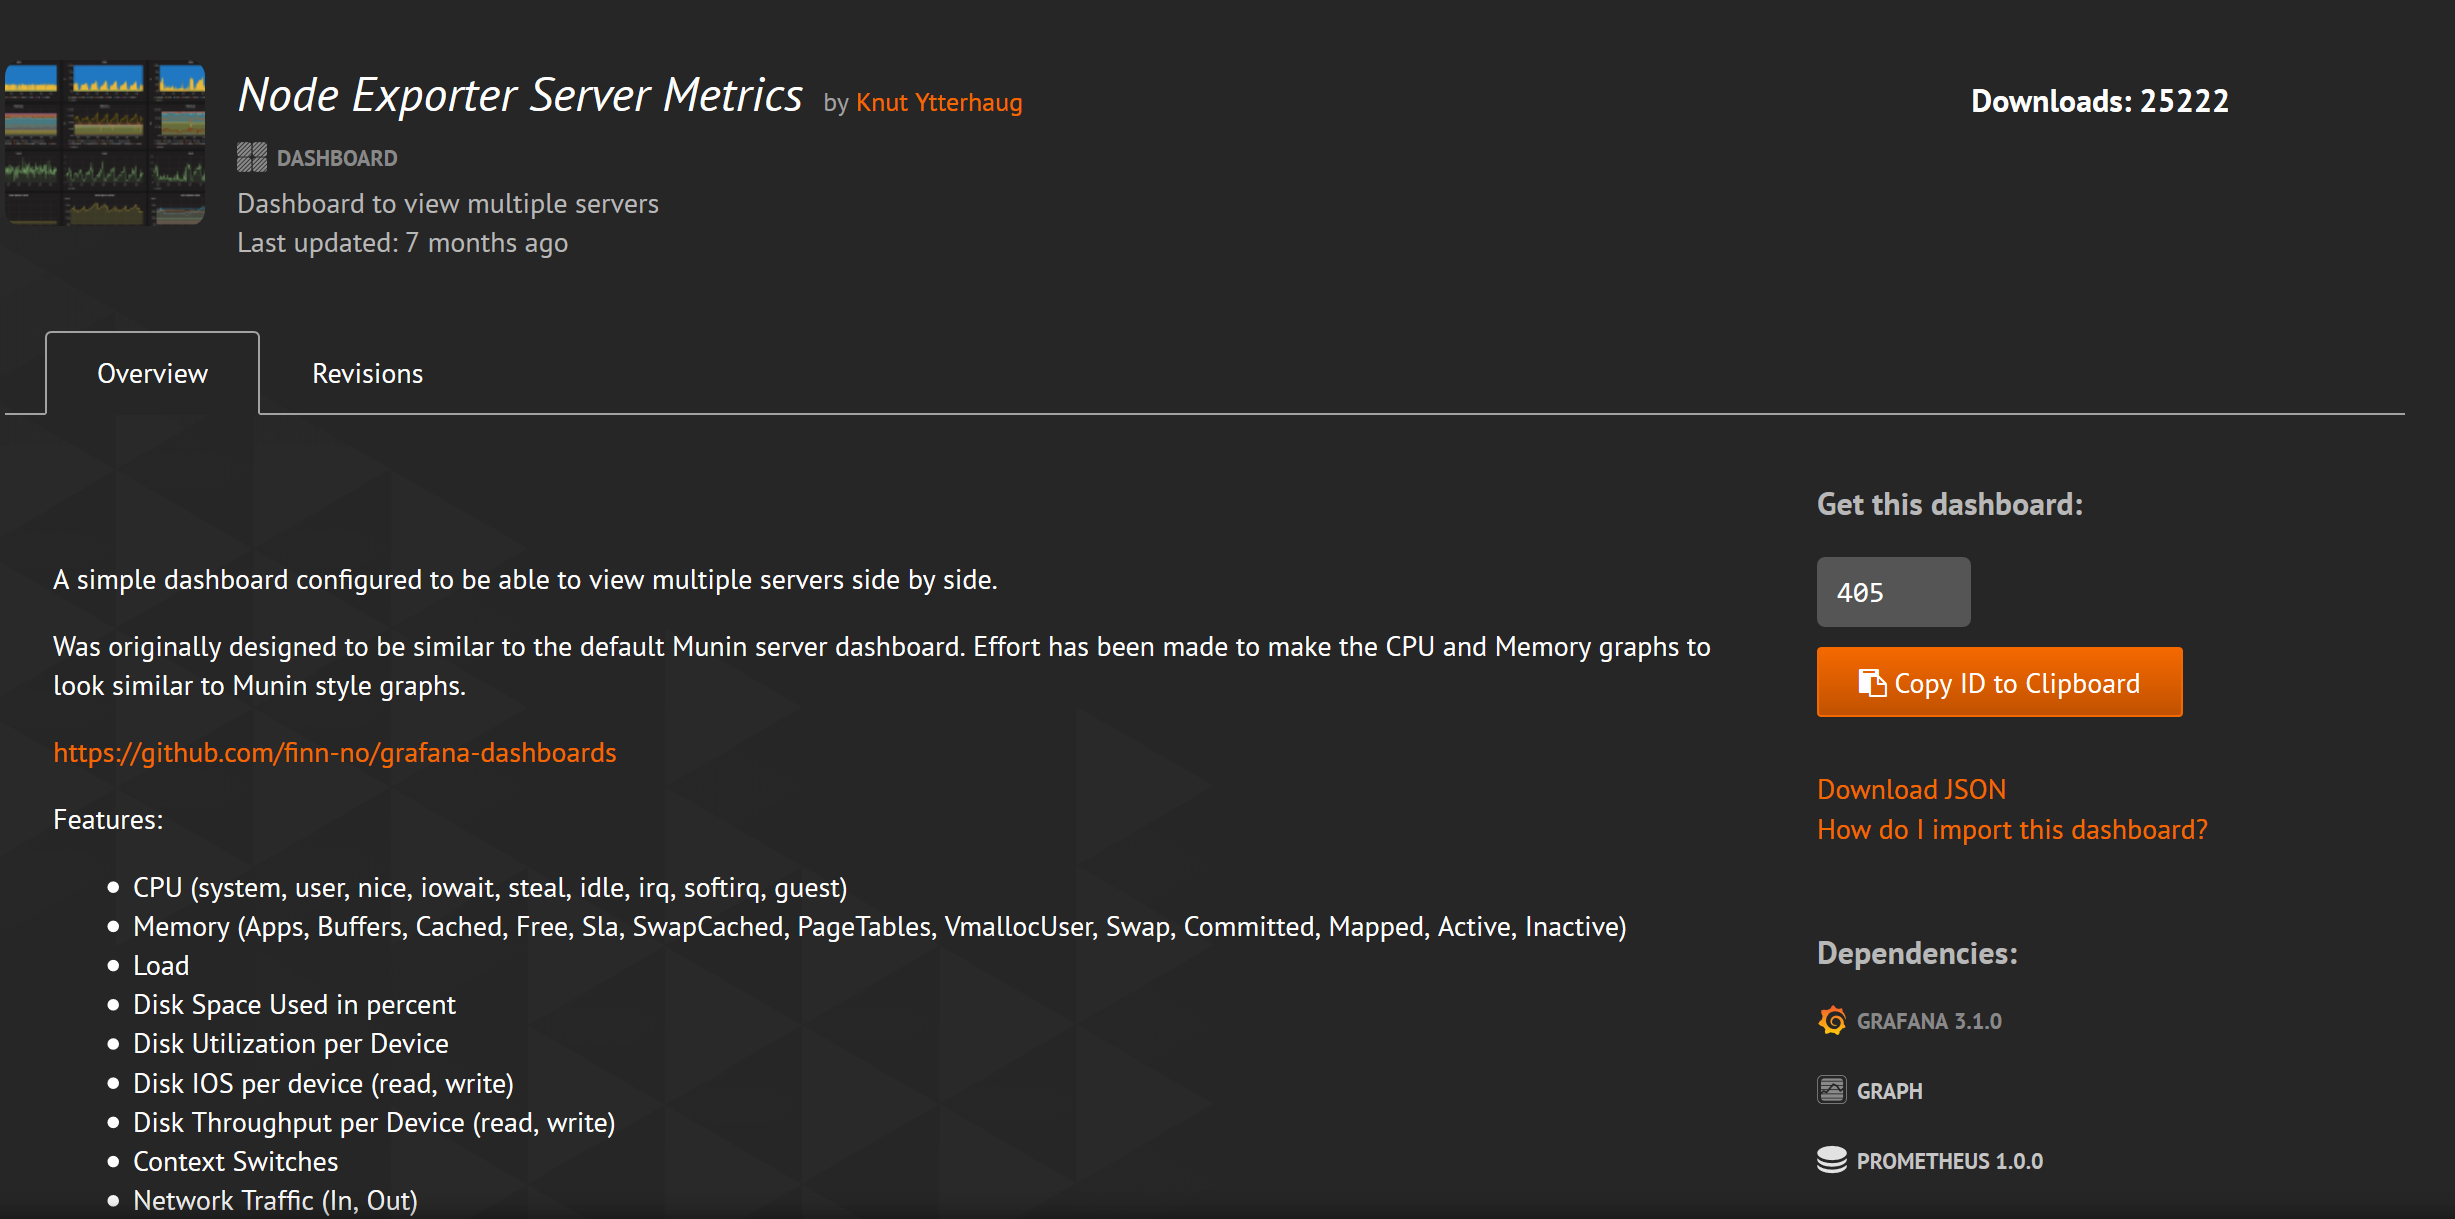 Node Exporter Server Metrics by Knut Ytterhaug
Downloads: 25222
DASHBOARD
Dashboard to view multiple servers
Last updated: 7 months ago
Overview
Revisions
A simple dashboard configured to be able to view multiple servers side by side.
Was originally designed to be similar to the default Munin server dashboard. Effort has been made to make the CPU and Memory graphs to
look similar to Munin style graphs.
https://github.com/finn-no/grafana-dashboards
Features:
• CPU (system, user, nice, iowait, steal, idle, irq, softirq, guest)
• Memory (Apps, Buffers, Cached, Free, Sla, SwapCached, PageTables, VmallocUser, Swap, Committed, Mapped, Active, Inactive)
• Load
• Disk Space Used in percent
• Disk Utilization per Device
• Disk IOS per device (read, write)
• Disk Throughput per Device (read, write)
• Context Switches
• Network Traffic (In, Out)
Get this dashboard:
405
Copy ID to Clipboard
Download JSON
How do I import this dashboard?
Dependencies:
GRAFANA 3.1.0
GRAPH
PROMETHEUS 1.0.0